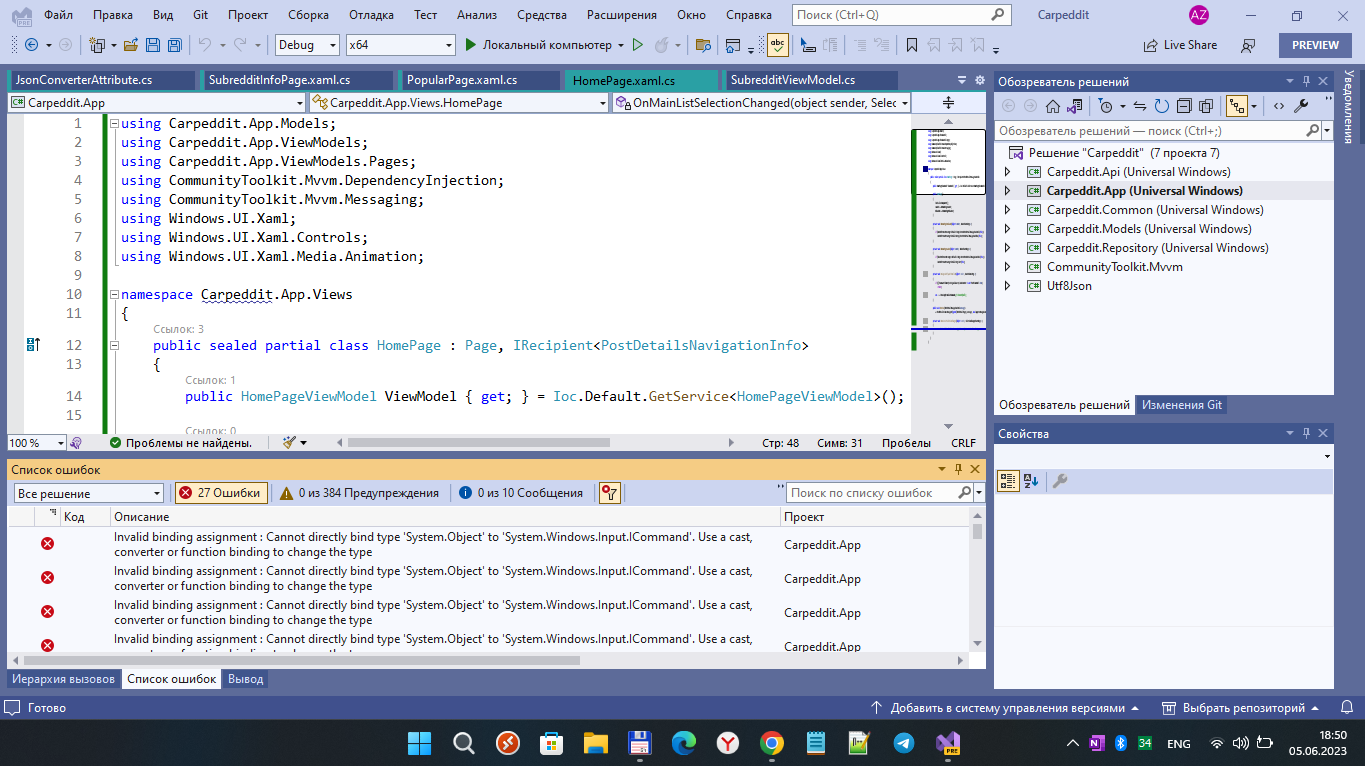 Файл Правка Вид Git Проект Сборка Отладка Тест Анализ Средства Расширения Окно Справка Поиск (Ctrl+Q) Carpeddit AZ
Debug x64 Локальный компьютер abc Live Share PREVIEW
JsonConverterAttribute.cs SubredditInfoPage.xaml.cs PopularPage.xaml.cs HomePage.xaml.cs SubredditViewModel.cs
Carpeddit.App Carpeddit.App.Views.HomePage OnMainListSelectionChanged(object sender, Selec
1 using Carpeddit.App.Models;
2 using Carpeddit.App.ViewModels;
3 using Carpeddit.App.ViewModels.Pages;
4 using CommunityToolkit.Mvvm.DependencyInjection;
5 using CommunityToolkit.Mvvm.Messaging;
6 using Windows.UI.Xaml;
7 using Windows.UI.Xaml.Controls;
8 using Windows.UI.Xaml.Media.Animation;
9
10 namespace Carpeddit.App.Views
11 {
Ссылок: 3
12 public sealed partial class HomePage : Page, IRecipient<PostDetailsNavigationInfo>
13 {
Ссылок: 1
14 public HomePageViewModel ViewModel { get; } = Ioc.Default.GetService<HomePageViewModel>();
15
Ссылок: 0
100 % Проблемы не найдены. Стр: 48 Симв: 31 Пробелы CRLF
Список ошибок
Все решение 27 Ошибки 0 из 384 Предупреждения 0 из 10 Сообщения Поиск по списку ошибок
Код Описание Проект
Invalid binding assignment : Cannot directly bind type 'System.Object' to 'System.Windows.Input.ICommand'. Use a cast,
converter or function binding to change the type Carpeddit.App
Invalid binding assignment : Cannot directly bind type 'System.Object' to 'System.Windows.Input.ICommand'. Use a cast,
converter or function binding to change the type Carpeddit.App
Invalid binding assignment : Cannot directly bind type 'System.Object' to 'System.Windows.Input.ICommand'. Use a cast,
converter or function binding to change the type Carpeddit.App
Invalid binding assignment : Cannot directly bind type 'System.Object' to 'System.Windows.Input.ICommand'. Use a cast,
Carpeddit.App
Иерархия вызовов Список ошибок Вывод
Обозреватель решений
Обозреватель решений — поиск (Ctrl+;)
Решение "Carpeddit" (7 проекта 7)
Carpeddit.Api (Universal Windows)
Carpeddit.App (Universal Windows)
Carpeddit.Common (Universal Windows)
Carpeddit.Models (Universal Windows)
Carpeddit.Repository (Universal Windows)
CommunityToolkit.Mvvm
Utf8Json
Обозреватель решений Изменения Git
Свойства
Уведомления
Готово Добавить в систему управления версиями Выбрать репозиторий
34 ENG 18:50
05.06.2023